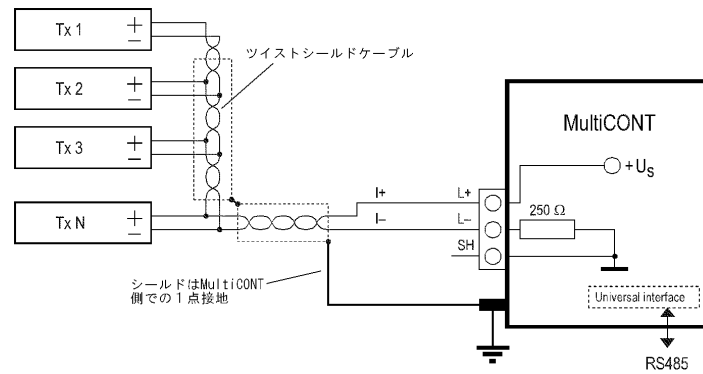 Tx 1
+
−
ツイストシールドケーブル
Tx 2
+
−
MultiCONT
Tx 3
+
−
+US
I+
L+
Tx N
+
−
I−
L−
250 Ω
SH
シールドはMultiCONT
側での1点接地
Universal interface
RS485